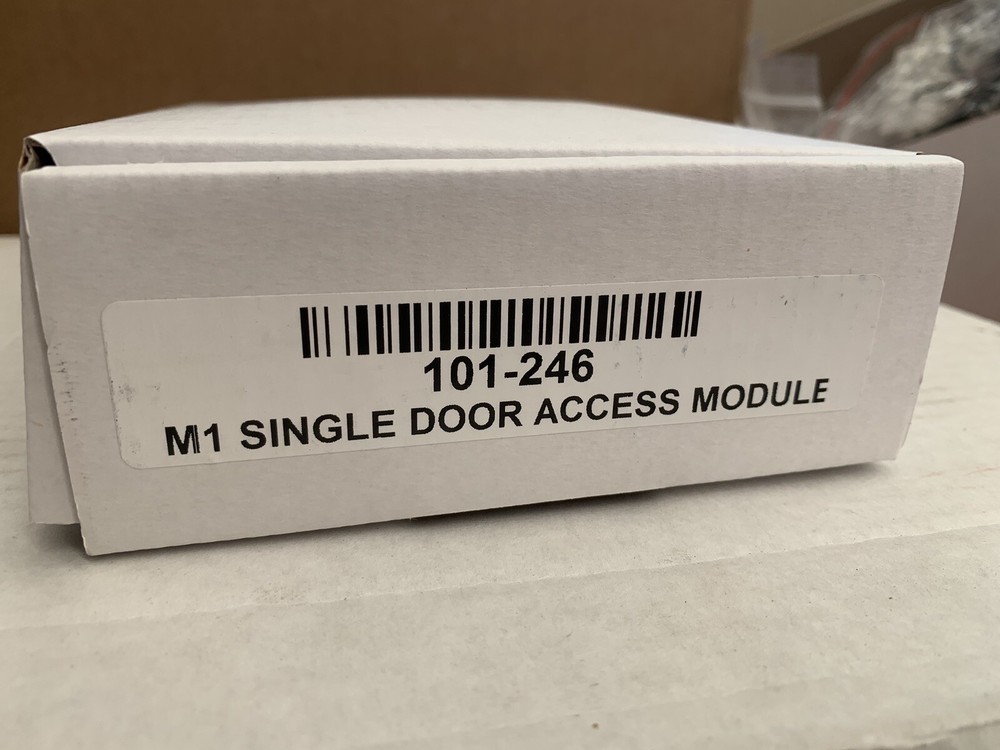 101-246
M1 SINGLE DOOR ACCESS MODULE